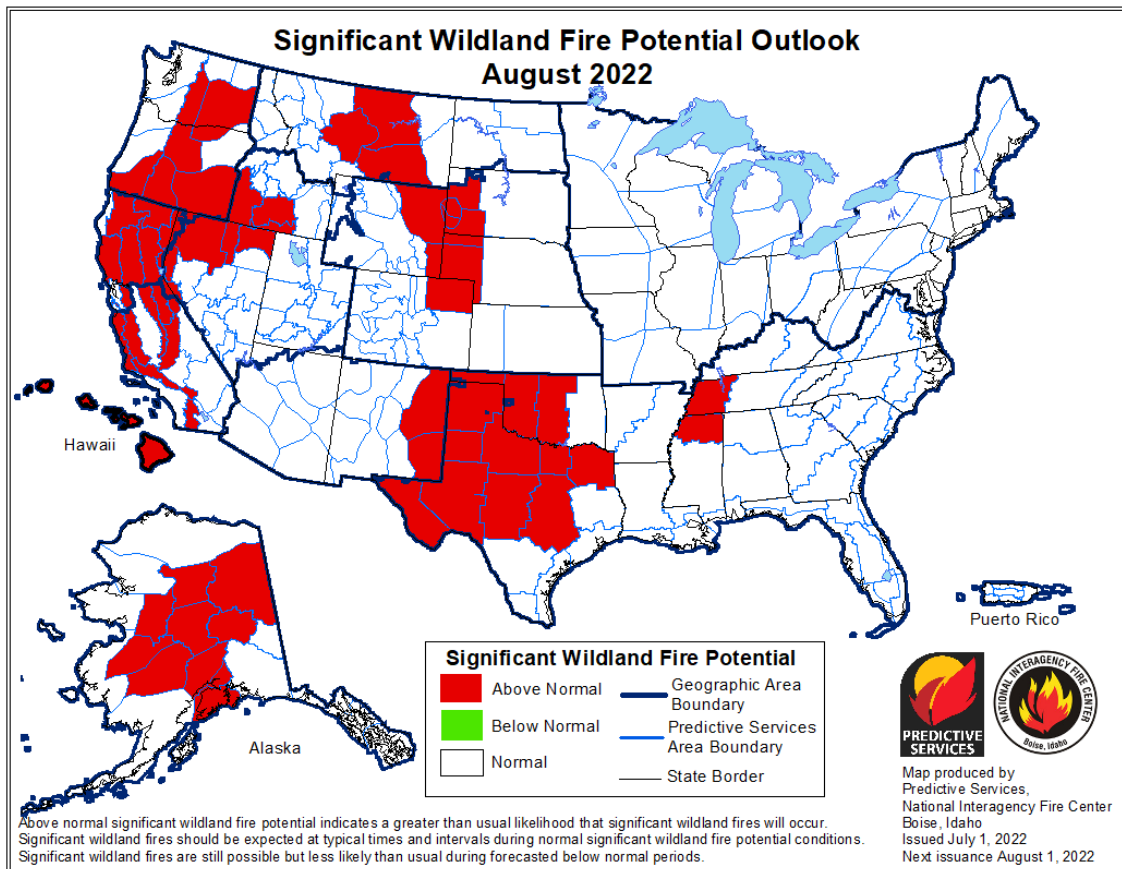 Significant Wildland Fire Potential Outlook
August 2022
Hawaii
Alaska
Puerto Rico
Significant Wildland Fire Potential
Above Normal
Below Normal
Normal
Geographic Area
Boundary
Predictive Services
Area Boundary
State Border
PREDICTIVE
SERVICES
NATIONAL INTERAGENCY FIRE CENTER
Boise, Idaho
Map produced by
Predictive Services,
National Interagency Fire Center
Boise, Idaho
Issued July 1, 2022
Next issuance August 1, 2022
Above normal significant wildland fire potential indicates a greater than usual likelihood that significant wildland fires will occur.
Significant wildland fires should be expected at typical times and intervals during normal significant wildland fire potential conditions.
Significant wildland fires are still possible but less likely than usual during forecasted below normal periods.